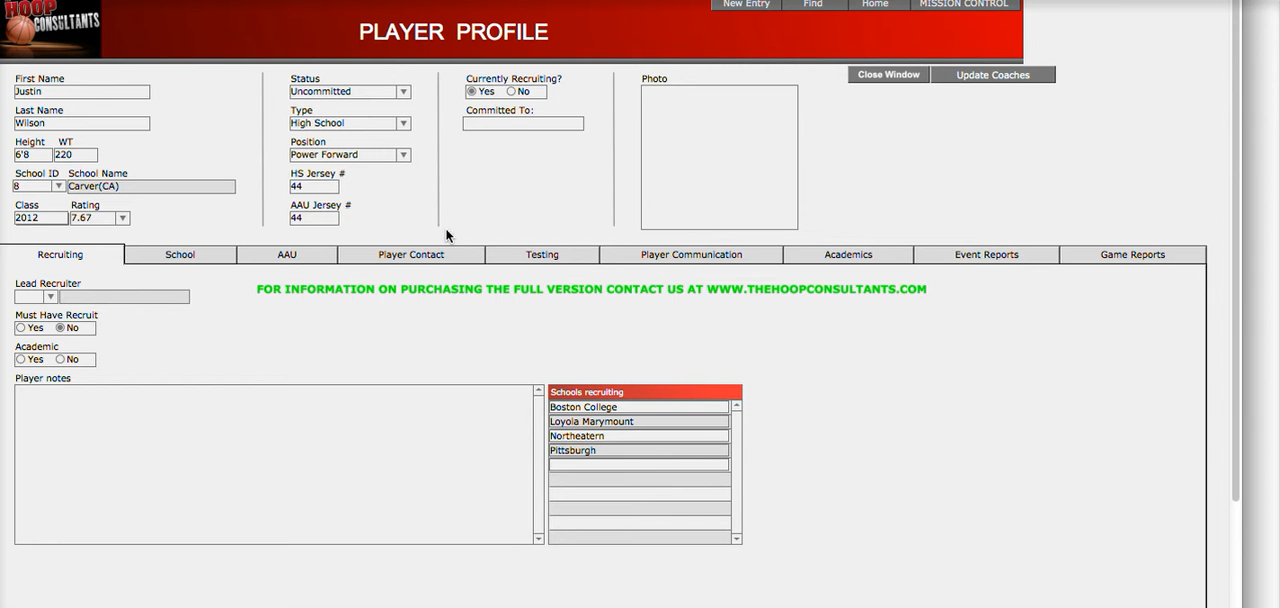 HOOP
CONSULTANTS
PLAYER PROFILE
New Entry
Find
Home
MISSION CONTROL
Close Window
Update Coaches
First Name
Justin
Last Name
Wilson
Height WT
6'8 220
School ID School Name
8 Carver(CA)
Class Rating
2012 7.67
Status
Uncommitted
Type
High School
Position
Power Forward
HS Jersey #
44
AAU Jersey #
44
Currently Recruiting?
Yes No
Committed To:
Photo
Recruiting
School
AAU
Player Contact
Testing
Player Communication
Academics
Event Reports
Game Reports
Lead Recruiter
FOR INFORMATION ON PURCHASING THE FULL VERSION CONTACT US AT WWW.THEHOOPCONSULTANTS.COM
Must Have Recruit
Yes No
Academic
Yes No
Player notes
Schools recruiting
Boston College
Loyola Marymount
Northeatern
Pittsburgh